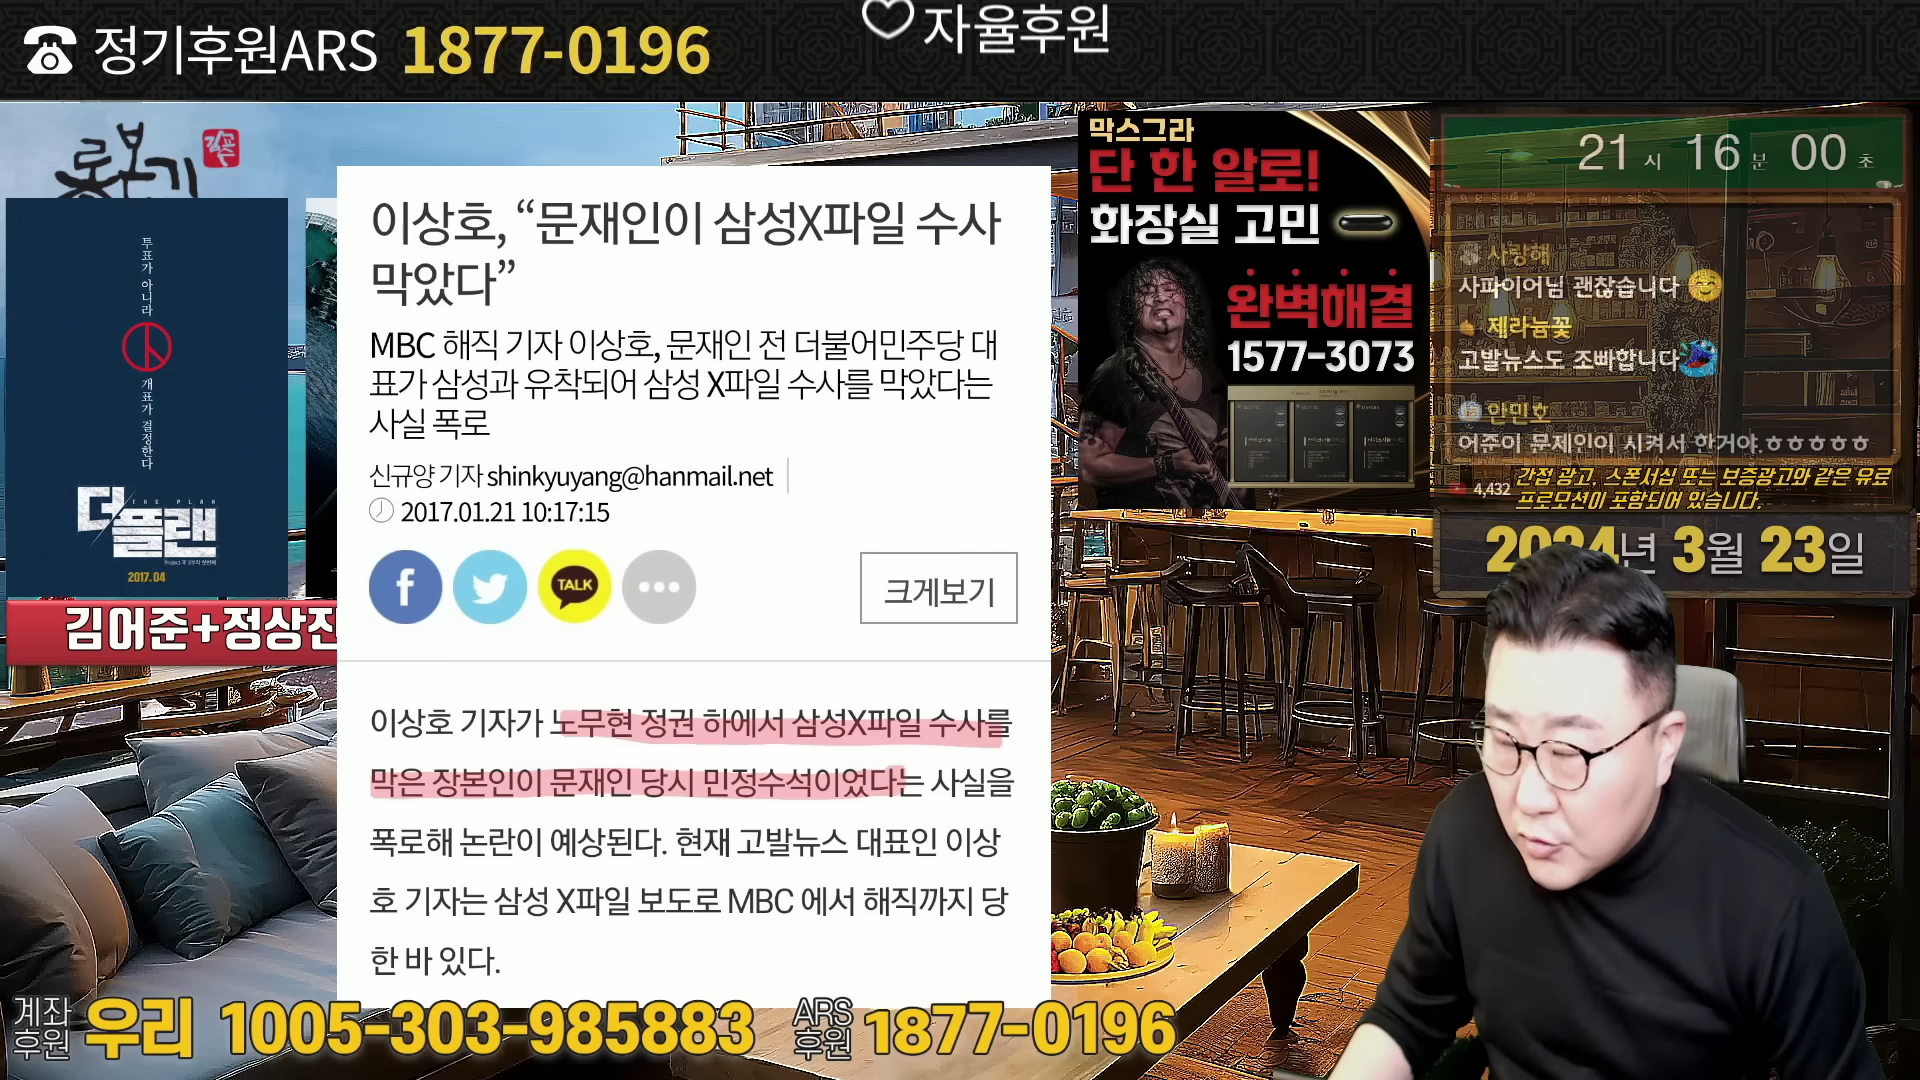 정기후원ARS 1877-0196
자율후원
투표가 아니라
개표가 결정한다
더 플랜
THE PLAN
2017.04
김어준+정상진
이상호, “문재인이 삼성X파일 수사
막았다”
MBC 해직 기자 이상호, 문재인 전 더불어민주당 대
표가 삼성과 유착되어 삼성 X파일 수사를 막았다는
사실 폭로
신규양 기자 shinkyuyang@hanmail.net
2017.01.21 10:17:15
f
TALK
크게보기
이상호 기자가 노무현 정권 하에서 삼성X파일 수사를
막은 장본인이 문재인 당시 민정수석이었다는 사실을
폭로해 논란이 예상된다. 현재 고발뉴스 대표인 이상
호 기자는 삼성 X파일 보도로 MBC 에서 해직까지 당
한 바 있다.
막스그라
단 한 알로!
화장실 고민
완벽해결
1577-3073
21 시 16 분 00 초
사랑해
사파이어님 괜찮습니다
제라늄꽃
고발뉴스도 조빠합니다
안민호
어준이 문제인이 시켜서 한거야.ㅎㅎㅎㅎㅎ
4,432
간접 광고, 스폰서십 또는 보증광고와 같은 유료
프로모션이 포함되어 있습니다.
2024년 3월 23일
계좌
후원
우리 1005-303-985883
ARS
후원
1877-0196